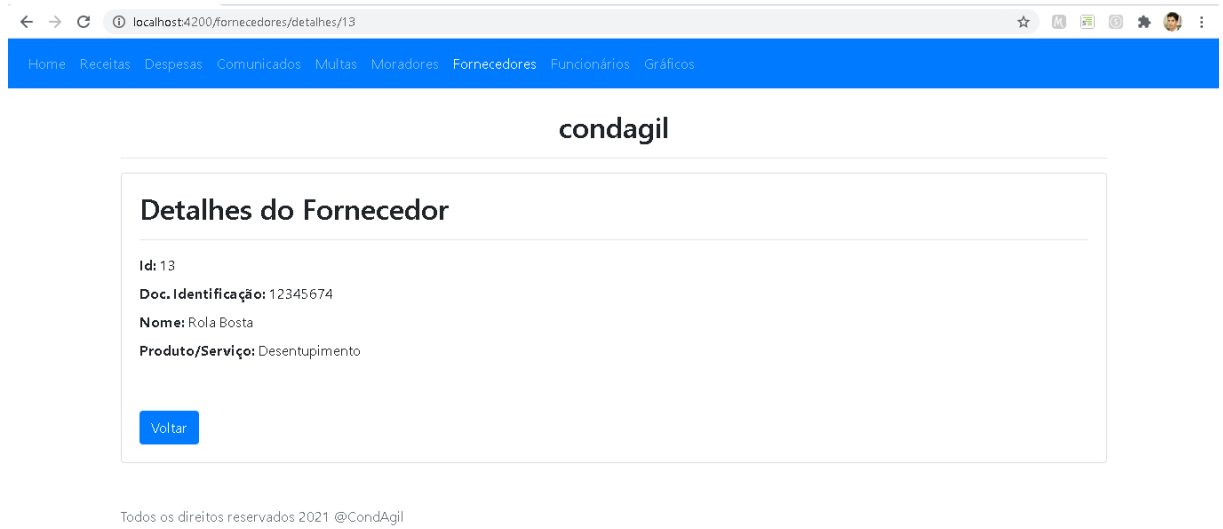 localhost:4200/fornecedores/detalhes/13
Home Receitas Despesas Comunicados Multas Moradores Fornecedores Funcionários Gráficos
condagil
Detalhes do Fornecedor
Id: 13
Doc. Identificação: 12345674
Nome: Rola Bosta
Produto/Serviço: Desentupimento
Voltar
Todos os direitos reservados 2021 @CondAgil